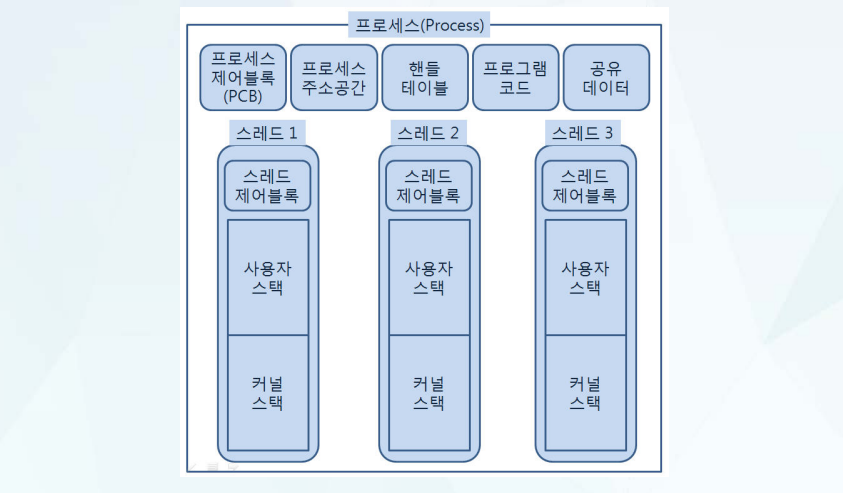 프로세스(Process)
프로세스
제어블록
(PCB)
프로세스
주소공간
핸들
테이블
프로그램
코드
공유
데이터
스레드 1
스레드 2
스레드 3
스레드
제어블록
스레드
제어블록
스레드
제어블록
사용자
스택
사용자
스택
사용자
스택
커널
스택
커널
스택
커널
스택